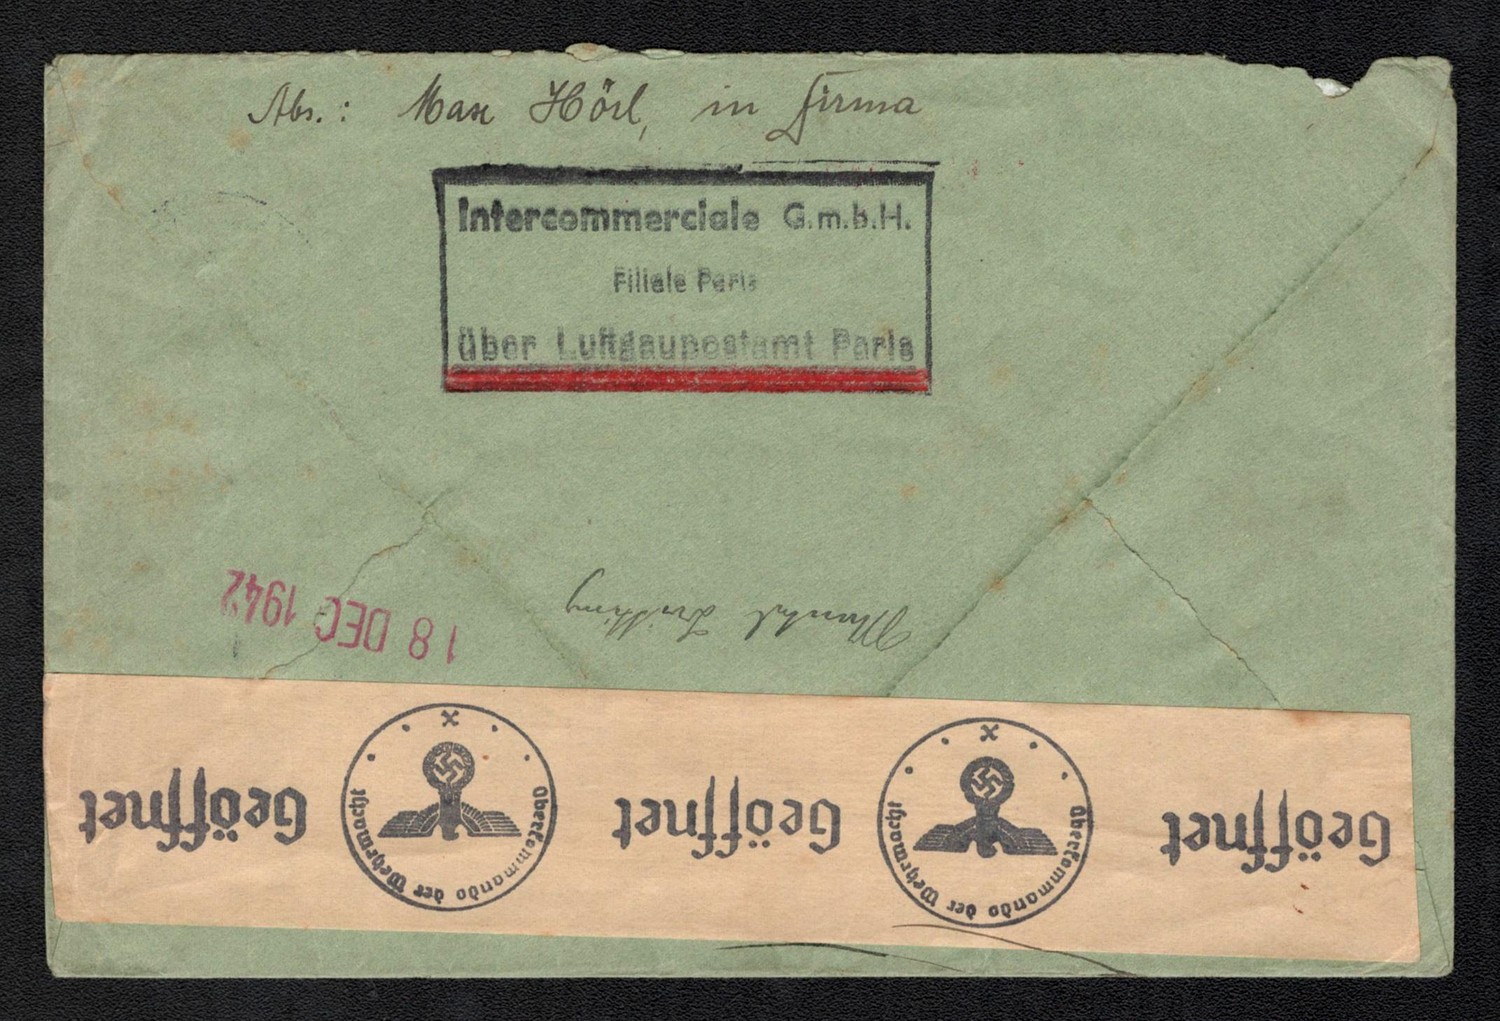 Abs.: Max Hörl, in Firma
Intercommerciale G.m.b.H.
Filiale Paris
über Luftgaupostamt Paris
18 DEC 1942
Geöffnet
Oberkommando der Wehrmacht
x
Geöffnet
Oberkommando der Wehrmacht
x
Geöffnet